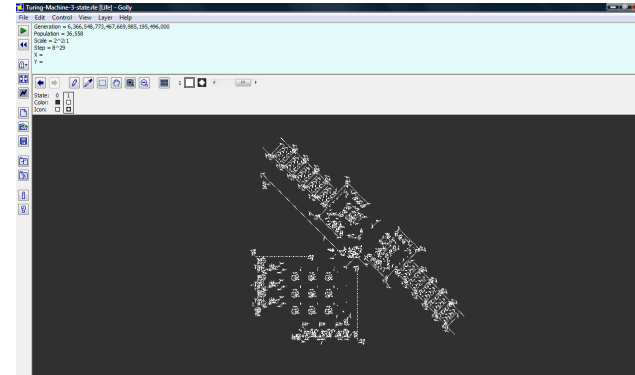 Turing-Machine-3-state.rle [Life] - Golly
File Edit Control View Layer Help
Generation = 6,366,548,773,467,669,985,195,496,000
Population = 36,558
Scale = 2^2:1
Step = 8^29
X =
Y =
1
State: 0 1
Color:
Icon: